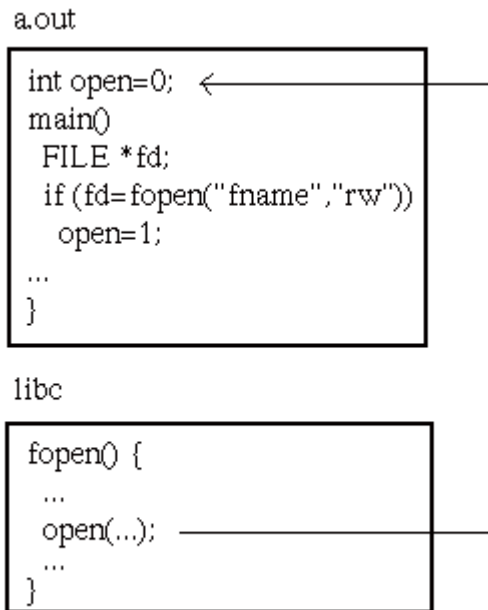 a.out
int open=0;
main()
FILE *fd;
if (fd=fopen("fname","rw"))
open=1;
...
}
libc
fopen() {
...
open(...);
...
}